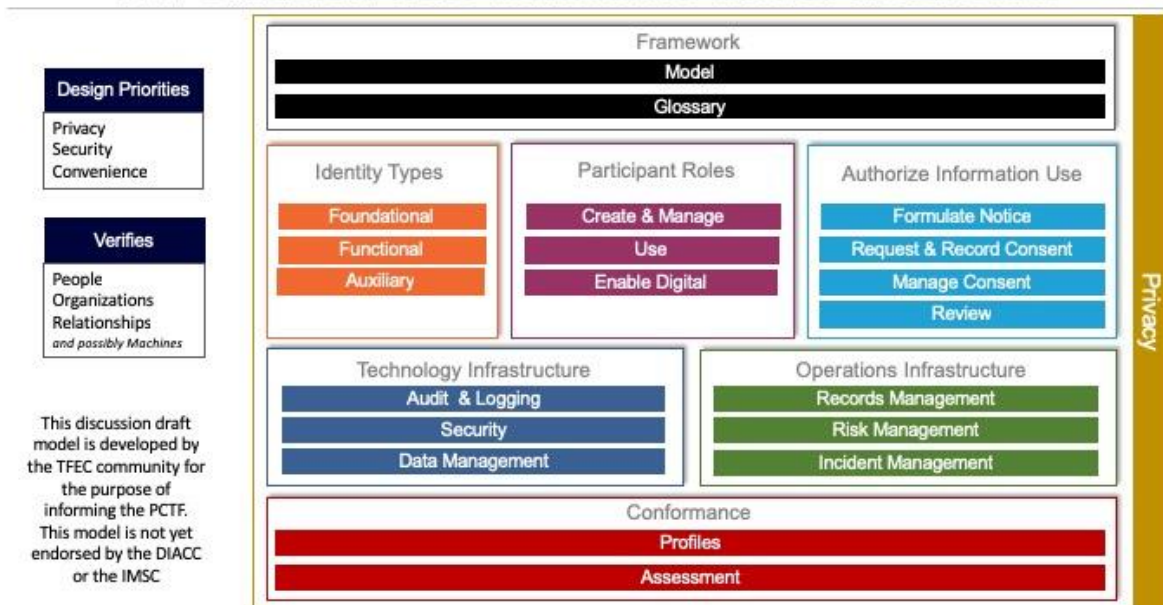 Design Priorities
Privacy
Security
Convenience
Verifies
People
Organizations
Relationships
and possibly Machines
This discussion draft
model is developed by
the TFEC community for
the purpose of
informing the PCTF.
This model is not yet
endorsed by the DIACC
or the IMSC
Framework
Model
Glossary
Identity Types
Foundational
Functional
Auxiliary
Participant Roles
Create & Manage
Use
Enable Digital
Authorize Information Use
Formulate Notice
Request & Record Consent
Manage Consent
Review
Technology Infrastructure
Audit & Logging
Security
Data Management
Operations Infrastructure
Records Management
Risk Management
Incident Management
Conformance
Profiles
Assessment
Privacy